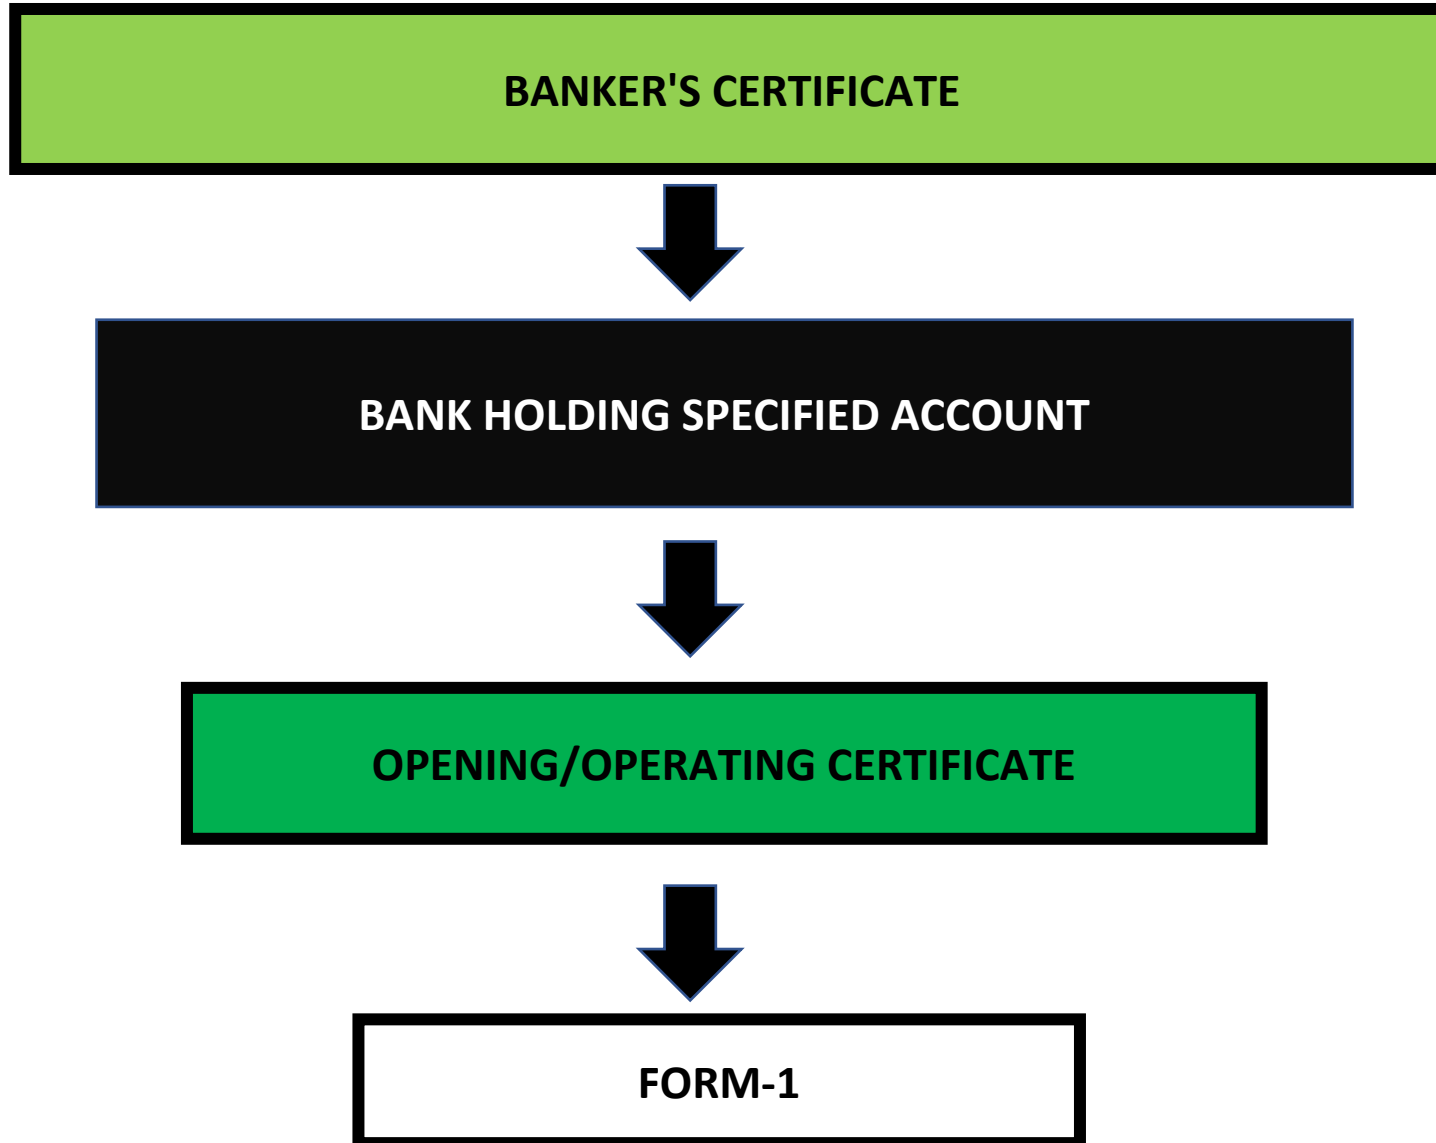 BANKER'S CERTIFICATE
BANK HOLDING SPECIFIED ACCOUNT
OPENING/OPERATING CERTIFICATE
FORM-1